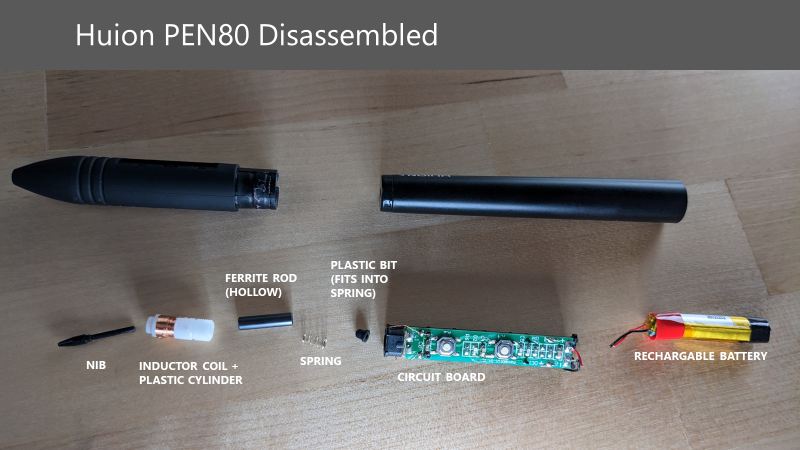 Huion PEN80 Disassembled
FERRITE ROD
(HOLLOW)
PLASTIC BIT
(FITS INTO
SPRING)
NIB
INDUCTOR COIL +
PLASTIC CYLINDER
SPRING
CIRCUIT BOARD
RECHARGABLE BATTERY